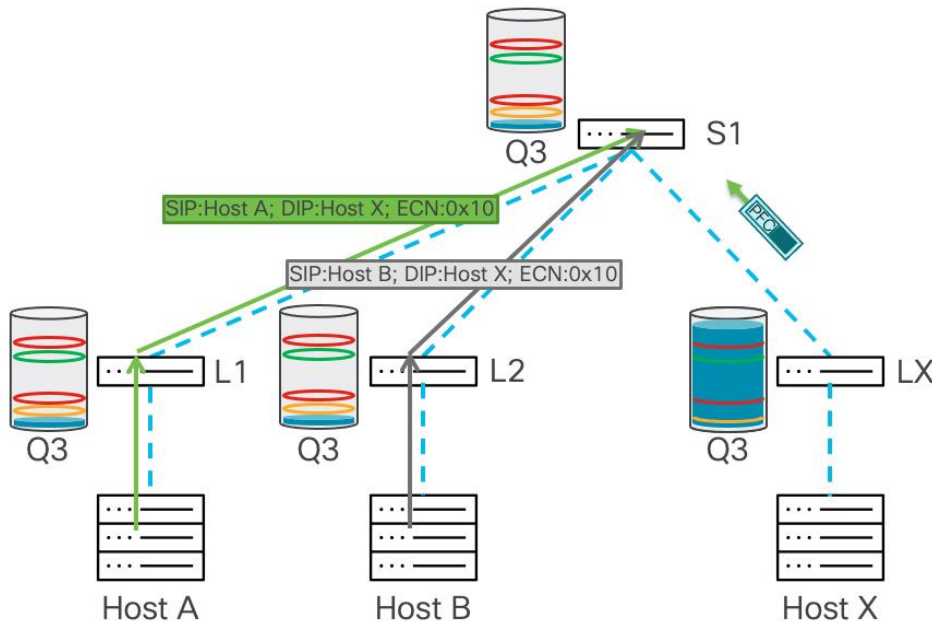 Q3
S1
SIP:Host A; DIP:Host X; ECN:0x10
PFC
SIP:Host B; DIP:Host X; ECN:0x10
L1
L2
LX
Q3
Q3
Q3
Host A
Host B
Host X